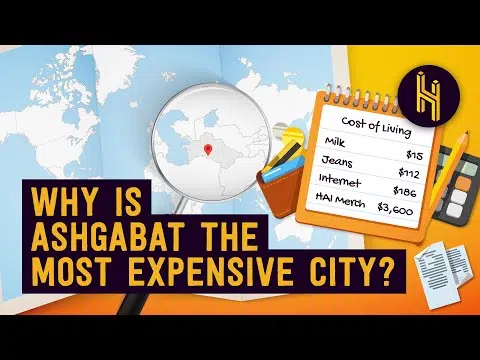 Cost of Living
Milk $15
Jeans $112
Internet $186
HAI Merch $3,600
WHY IS
ASHGABAT THE
MOST EXPENSIVE CITY?